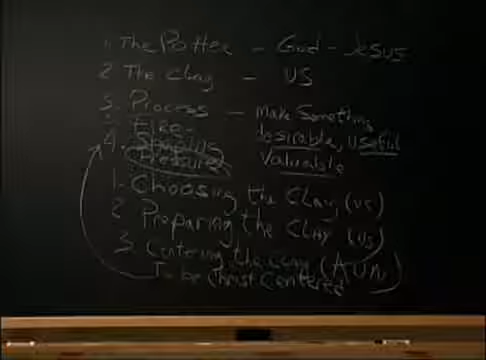 1. The Potter - God - Jesus
2 The Clay - US
3. Process - Make Something
Fire - desirable, useful
4. Surplus Valuable
Pressure
1. Choosing the Clay (US)
2 Preparing the Clay (US)
3. Centering the clay
To be Christ Centered